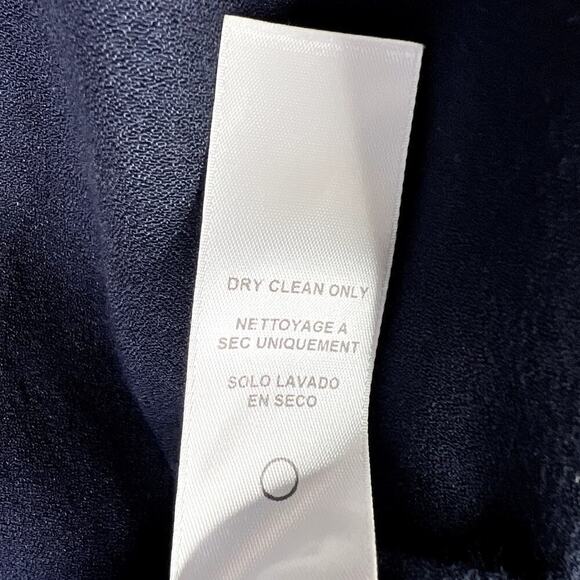 DRY CLEAN ONLY
NETTOYAGE A
SEC UNIQUEMENT
SOLO LAVADO
EN SECO